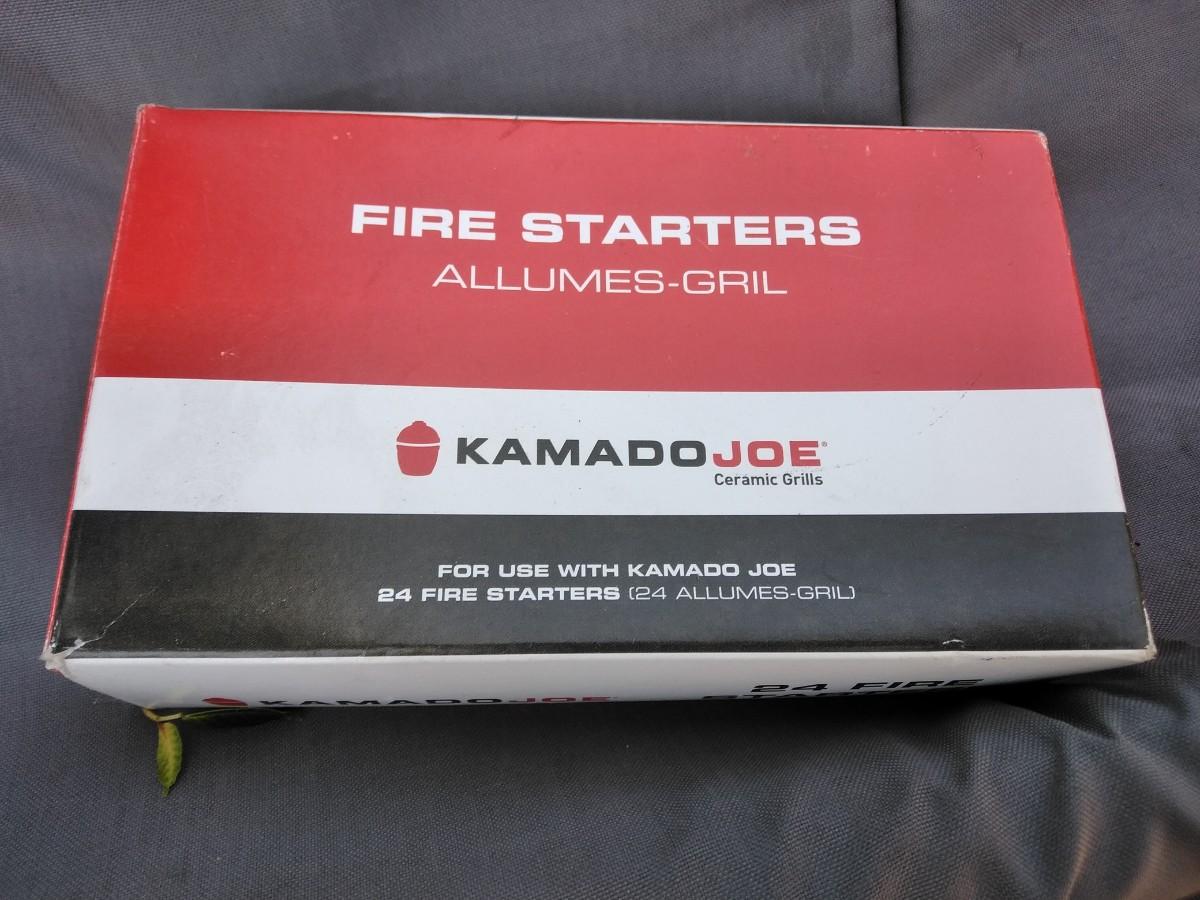 FIRE STARTERS
ALLUMES-GRIL
KAMADOJOE®
Ceramic Grills
FOR USE WITH KAMADO JOE
24 FIRE STARTERS (24 ALLUMES-GRIL)
KAMADOJOE
24 FIRE